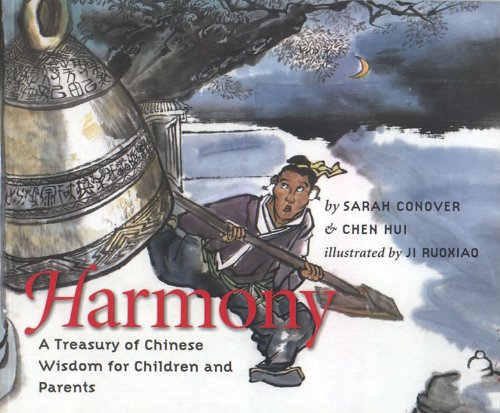 by SARAH CONOVER
& CHEN HUI
illustrated by JI RUOXIAO
Harmony
A Treasury of Chinese
Wisdom for Children and
Parents